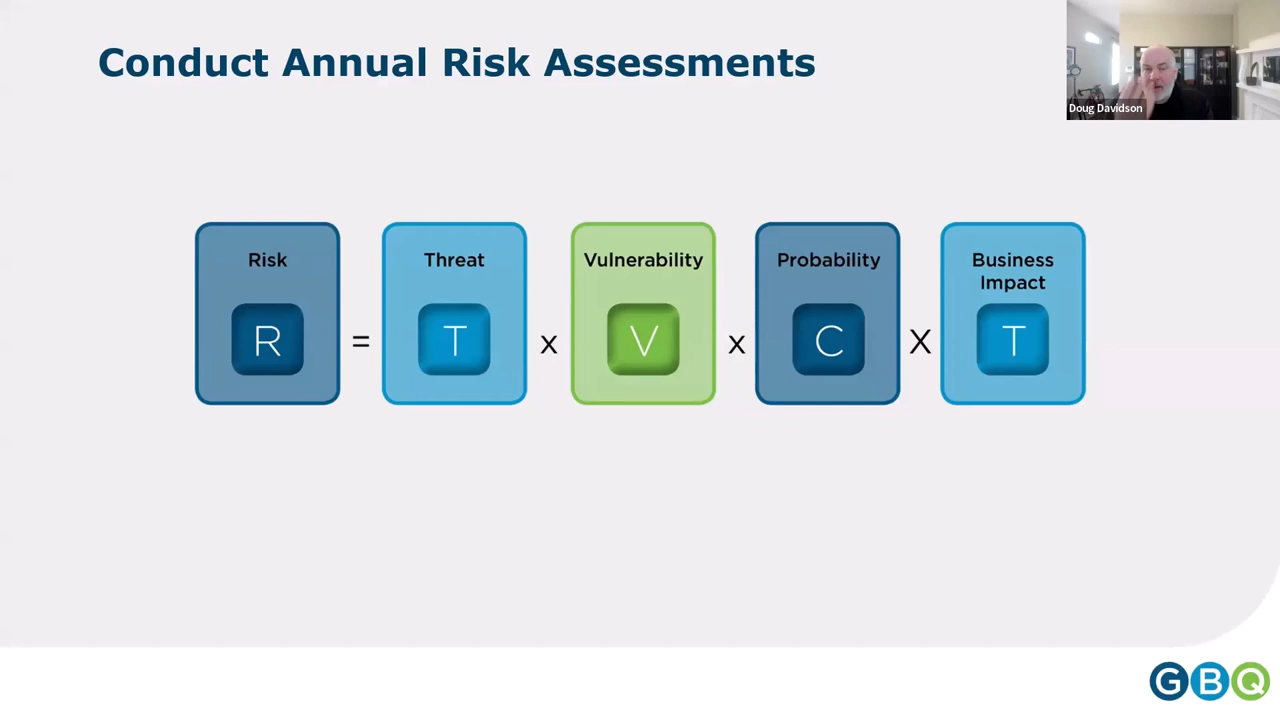 Conduct Annual Risk Assessments
Doug Davidson
Risk
Threat
Vulnerability
Probability
Business
Impact
R = T x V x C X T
GBQ